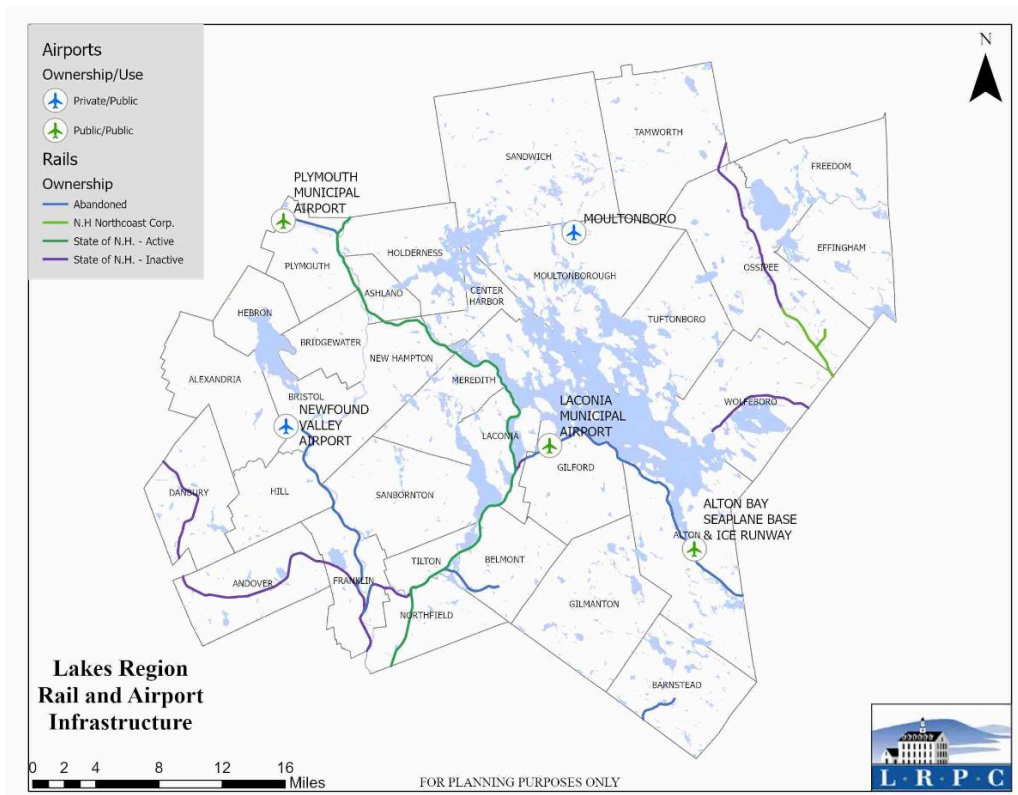 Airports
Ownership/Use
Private/Public
Public/Public
Rails
Ownership
Abandoned
N.H Northcoast Corp.
State of N.H. - Active
State of N.H. - Inactive
N
TAMWORTH
SANDWICH
FREEDOM
PLYMOUTH
MUNICIPAL
AIRPORT
MOULTONBORO
EFFINGHAM
HOLDERNESS
PLYMOUTH
OSSIPEE
MOULTONBOROUGH
ASHLAND
CENTER
HARBOR
HEBRON
TUFTONBORO
BRIDGEWATER
NEW HAMPTON
ALEXANDRIA
MEREDITH
BRISTOL
NEWFOUND
VALLEY
AIRPORT
LACONIA
MUNICIPAL
AIRPORT
WOLFEBORO
LACONIA
GILFORD
DANBURY
HILL
SANBORNTON
ALTON BAY
SEAPLANE BASE
& ICE RUNWAY
ALTON
TILTON
BELMONT
ANDOVER
FRANKLIN
GILMANTON
NORTHFIELD
BARNSTEAD
Lakes Region
Rail and Airport
Infrastructure
0 2 4 8 12 16
Miles
FOR PLANNING PURPOSES ONLY
L·R·P·C